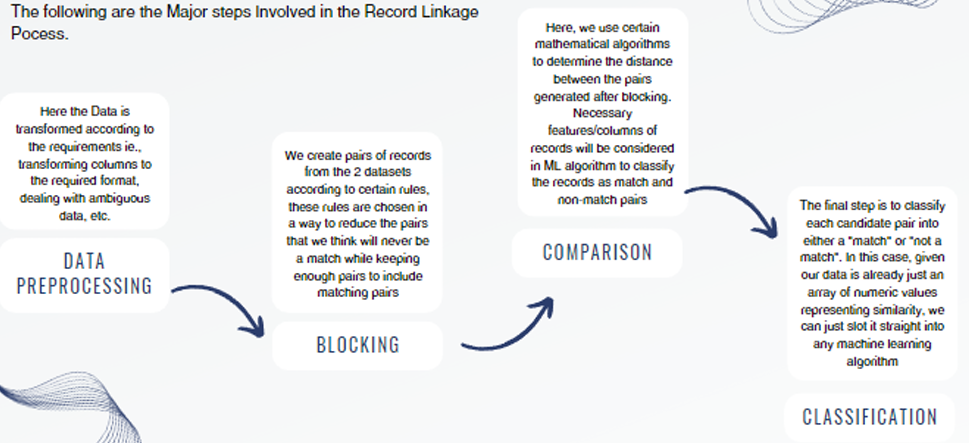 The following are the Major steps Involved in the Record Linkage
Pocess.
Here the Data is
transformed according to
the requirements ie.,
transforming columns to
the required format,
dealing with ambiguous
data, etc.
DATA
PREPROCESSING
We create pairs of records
from the 2 datasets
according to certain rules,
these rules are chosen in
a way to reduce the pairs
that we think will never be
a match while keeping
enough pairs to include
matching pairs
BLOCKING
Here, we use certain
mathematical algorithms
to determine the distance
between the pairs
generated after blocking.
Necessary
features/columns of
records will be considered
in ML algorithm to classify
the records as match and
non-match pairs
COMPARISON
The final step is to classify
each candidate pair into
either a "match" or "not a
match". In this case, given
our data is already just an
array of numeric values
representing similarity, we
can just slot it straight into
any machine learning
algorithm
CLASSIFICATION